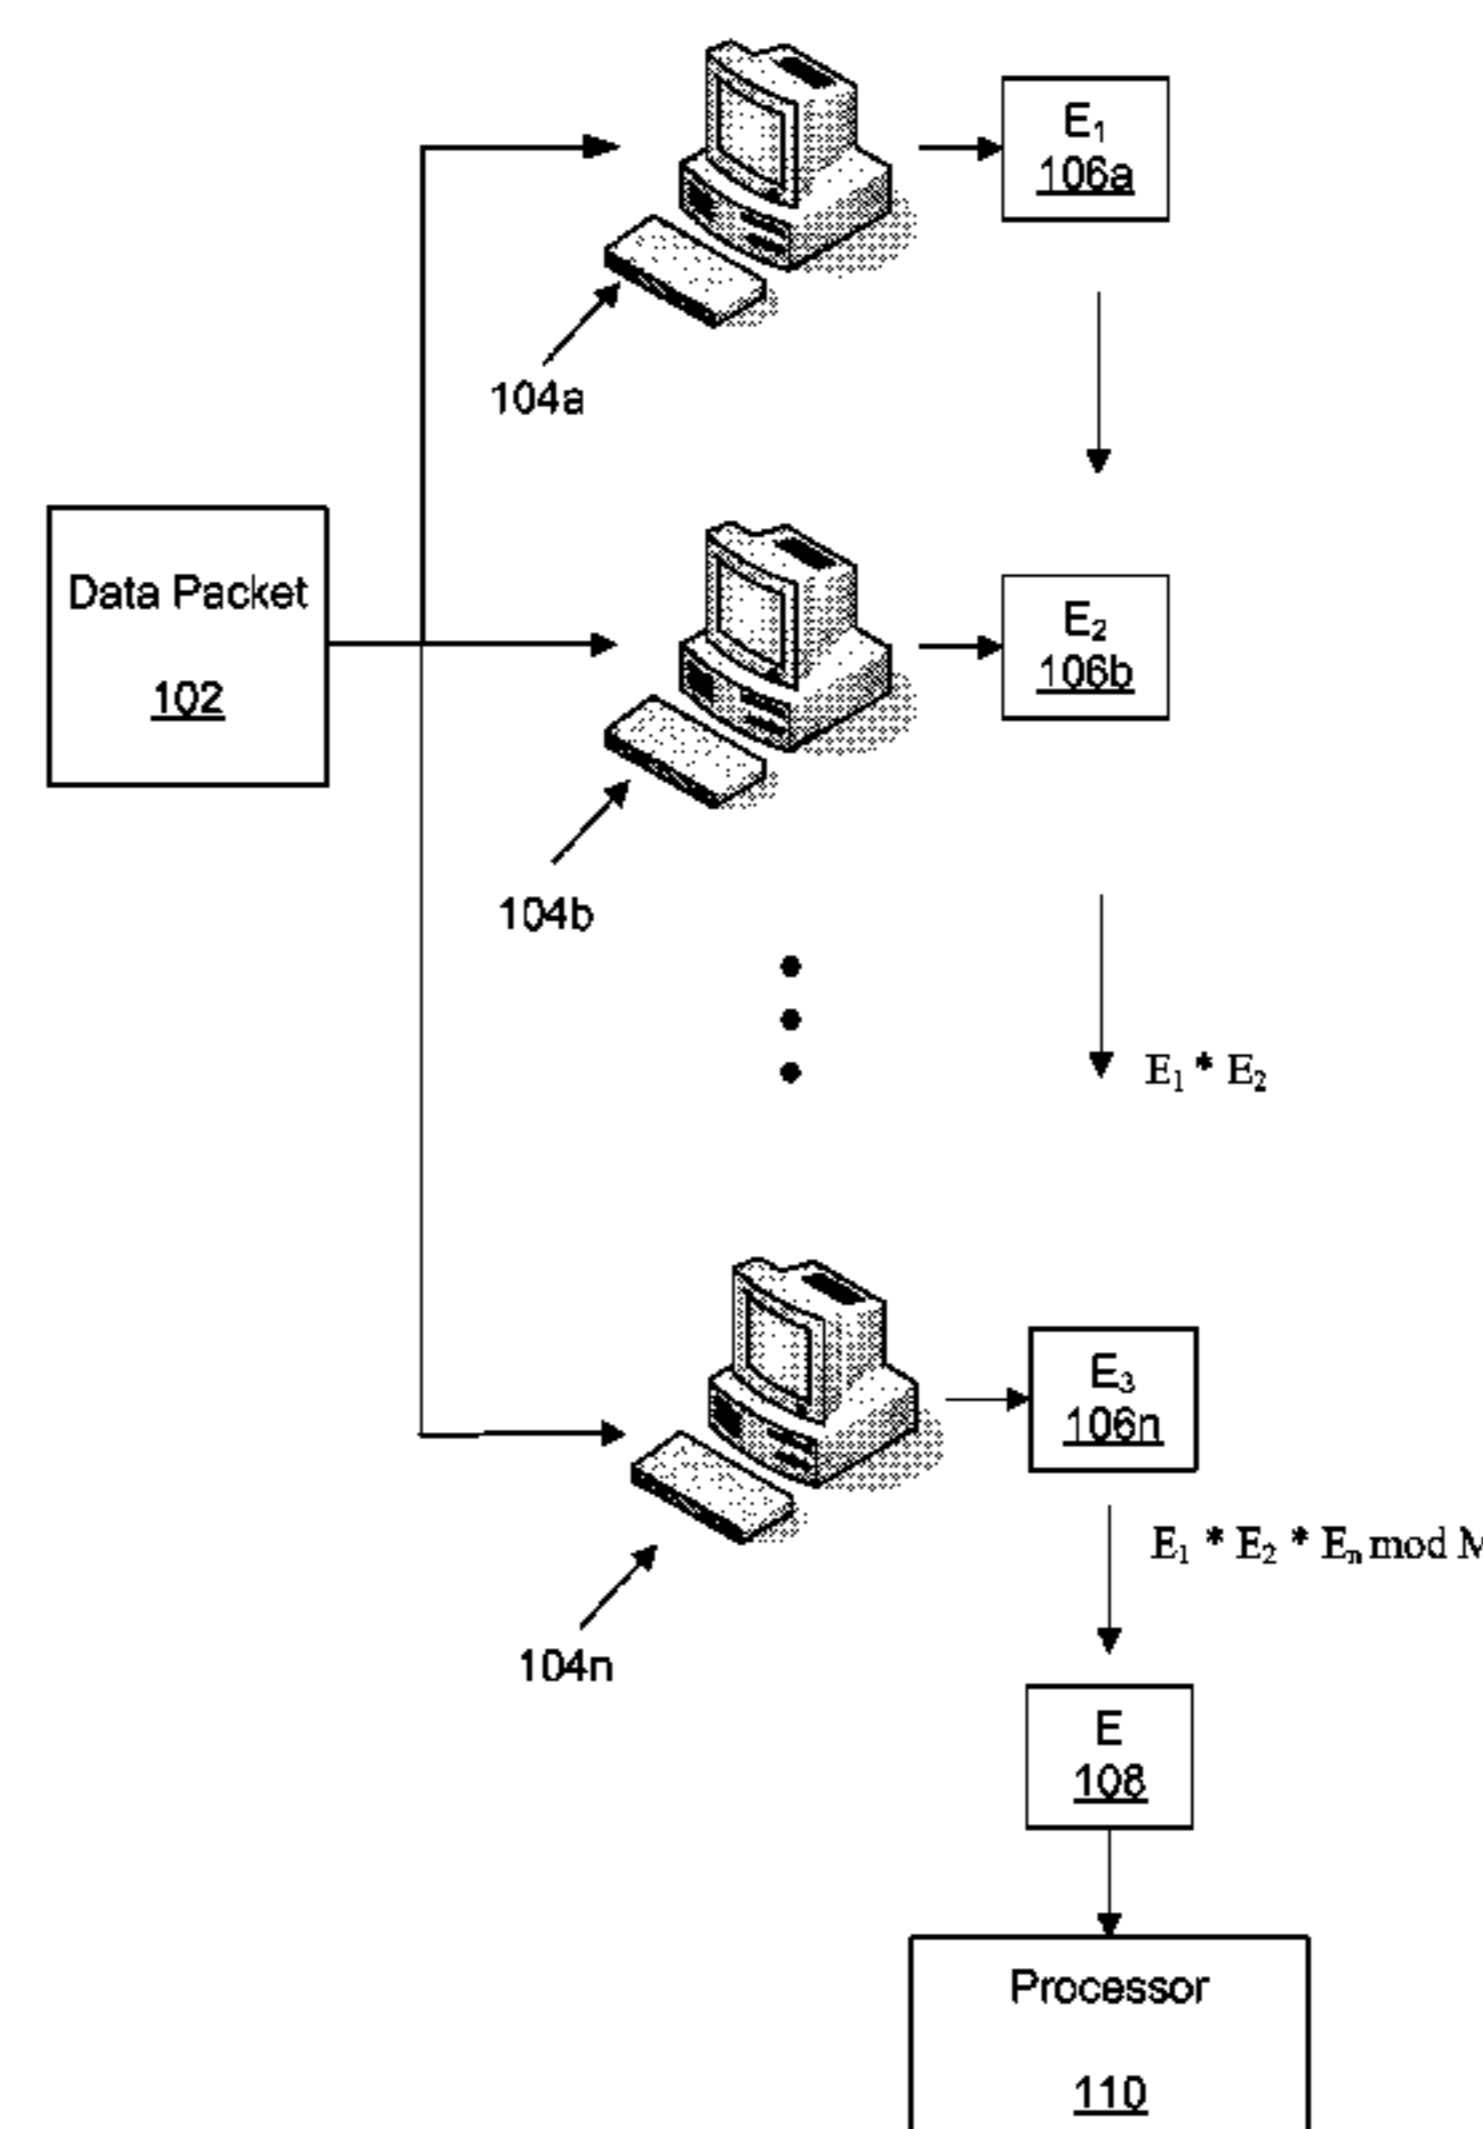 E₁
106a
104a
Data Packet
102
E₂
106b
104b
E₁ * E₂
E₃
106n
E₁ * E₂ * Eₙ mod M
104n
E
108
Processor
110